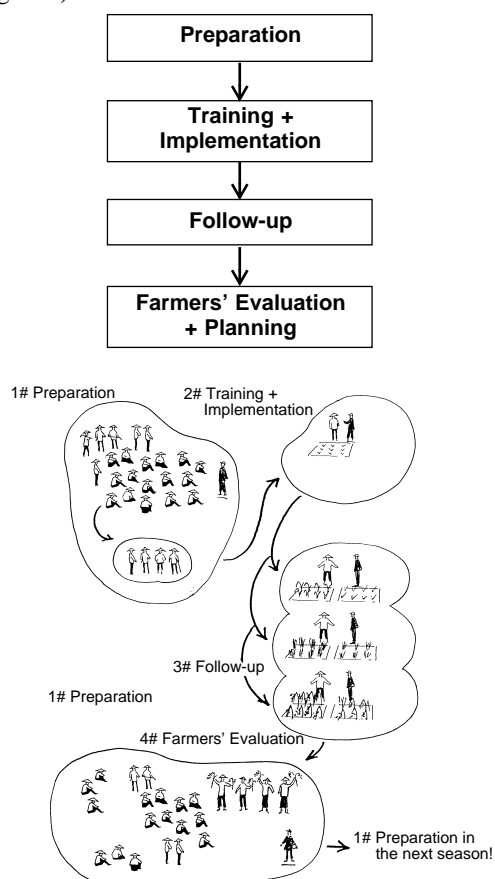 Preparation
Training +
Implementation
Follow-up
Farmers’ Evaluation
+ Planning
1# Preparation
2# Training +
Implementation
3# Follow-up
1# Preparation
4# Farmers’ Evaluation
1# Preparation in
the next season!